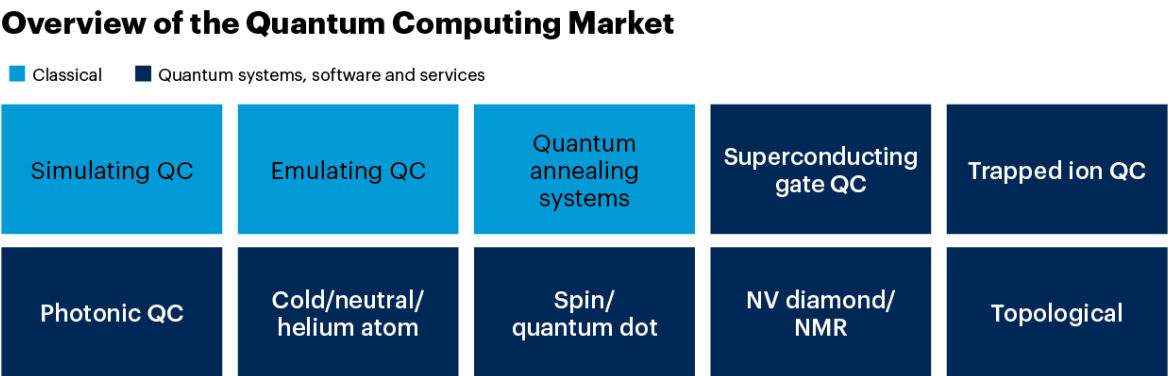 Overview of the Quantum Computing Market
Classical
Quantum systems, software and services
Simulating QC
Emulating QC
Quantum
annealing
systems
Superconducting
gate QC
Trapped ion QC
Photonic QC
Cold/neutral/
helium atom
Spin/
quantum dot
NV diamond/
NMR
Topological